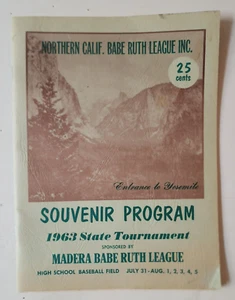 NORTHERN CALIF. BABE RUTH LEAGUE INC.
25
cents
Entrance to Yosemite
SOUVENIR PROGRAM
1963 State Tournament
SPONSORED BY
MADERA BABE RUTH LEAGUE
HIGH SCHOOL BASEBALL FIELD JULY 31-AUG. 1, 2, 3, 4, 5